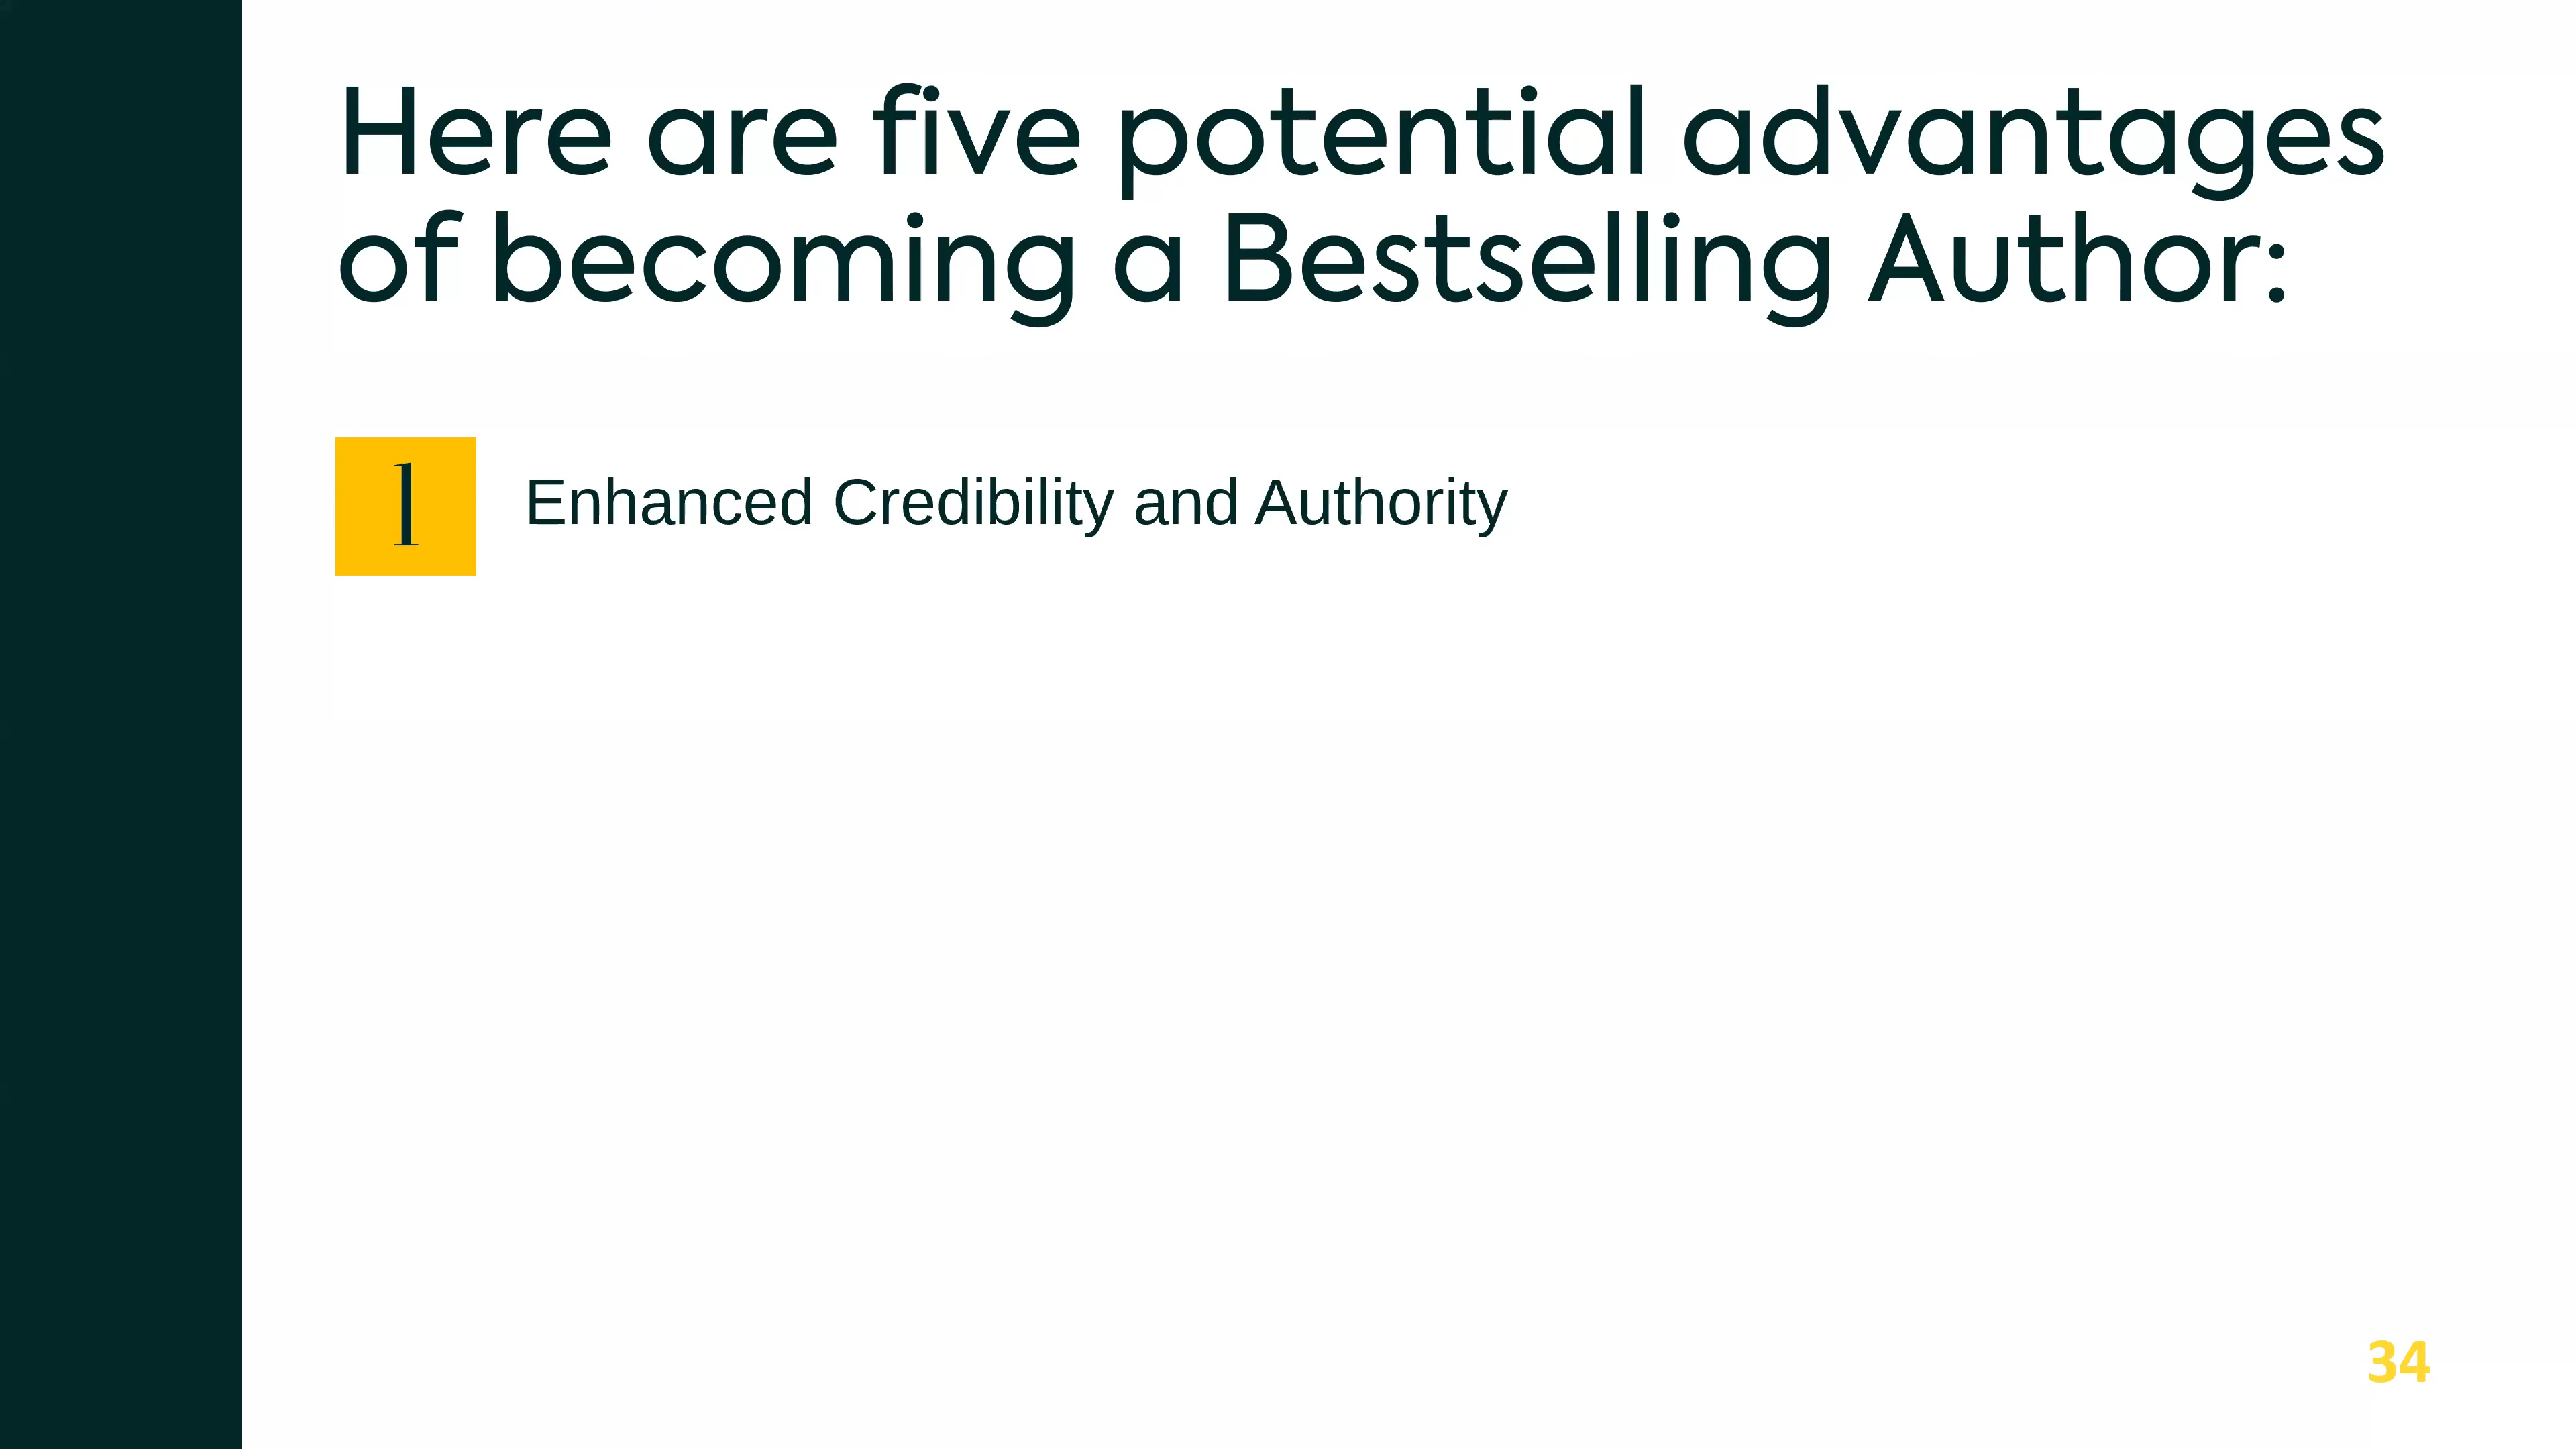 Here are five potential advantages
of becoming a Bestselling Author:
1
Enhanced Credibility and Authority
34